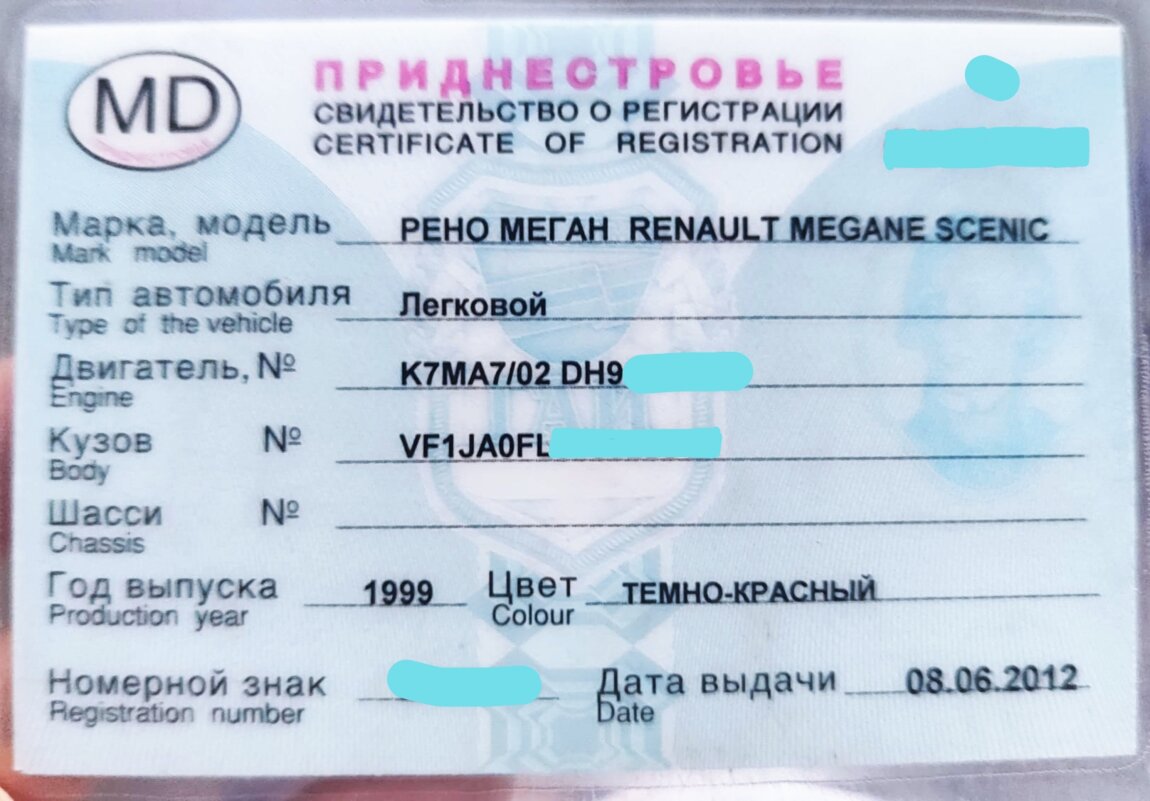 MD
ПРИДНЕСТРОВЬЕ
СВИДЕТЕЛЬСТВО О РЕГИСТРАЦИИ
CERTIFICATE OF REGISTRATION
Марка, модель РЕНО МЕГАН RENAULT MEGANE SCENIC
Mark model
Тип автомобиля Легковой
Type of the vehicle
Двигатель, № K7MA7/02 DH9
Engine
Кузов № VF1JA0FL
Body
Шасси №
Chassis
Год выпуска 1999 Цвет ТЕМНО-КРАСНЫЙ
Production year Colour
Номерной знак Дата выдачи 08.06.2012
Registration number Date
ГАИ